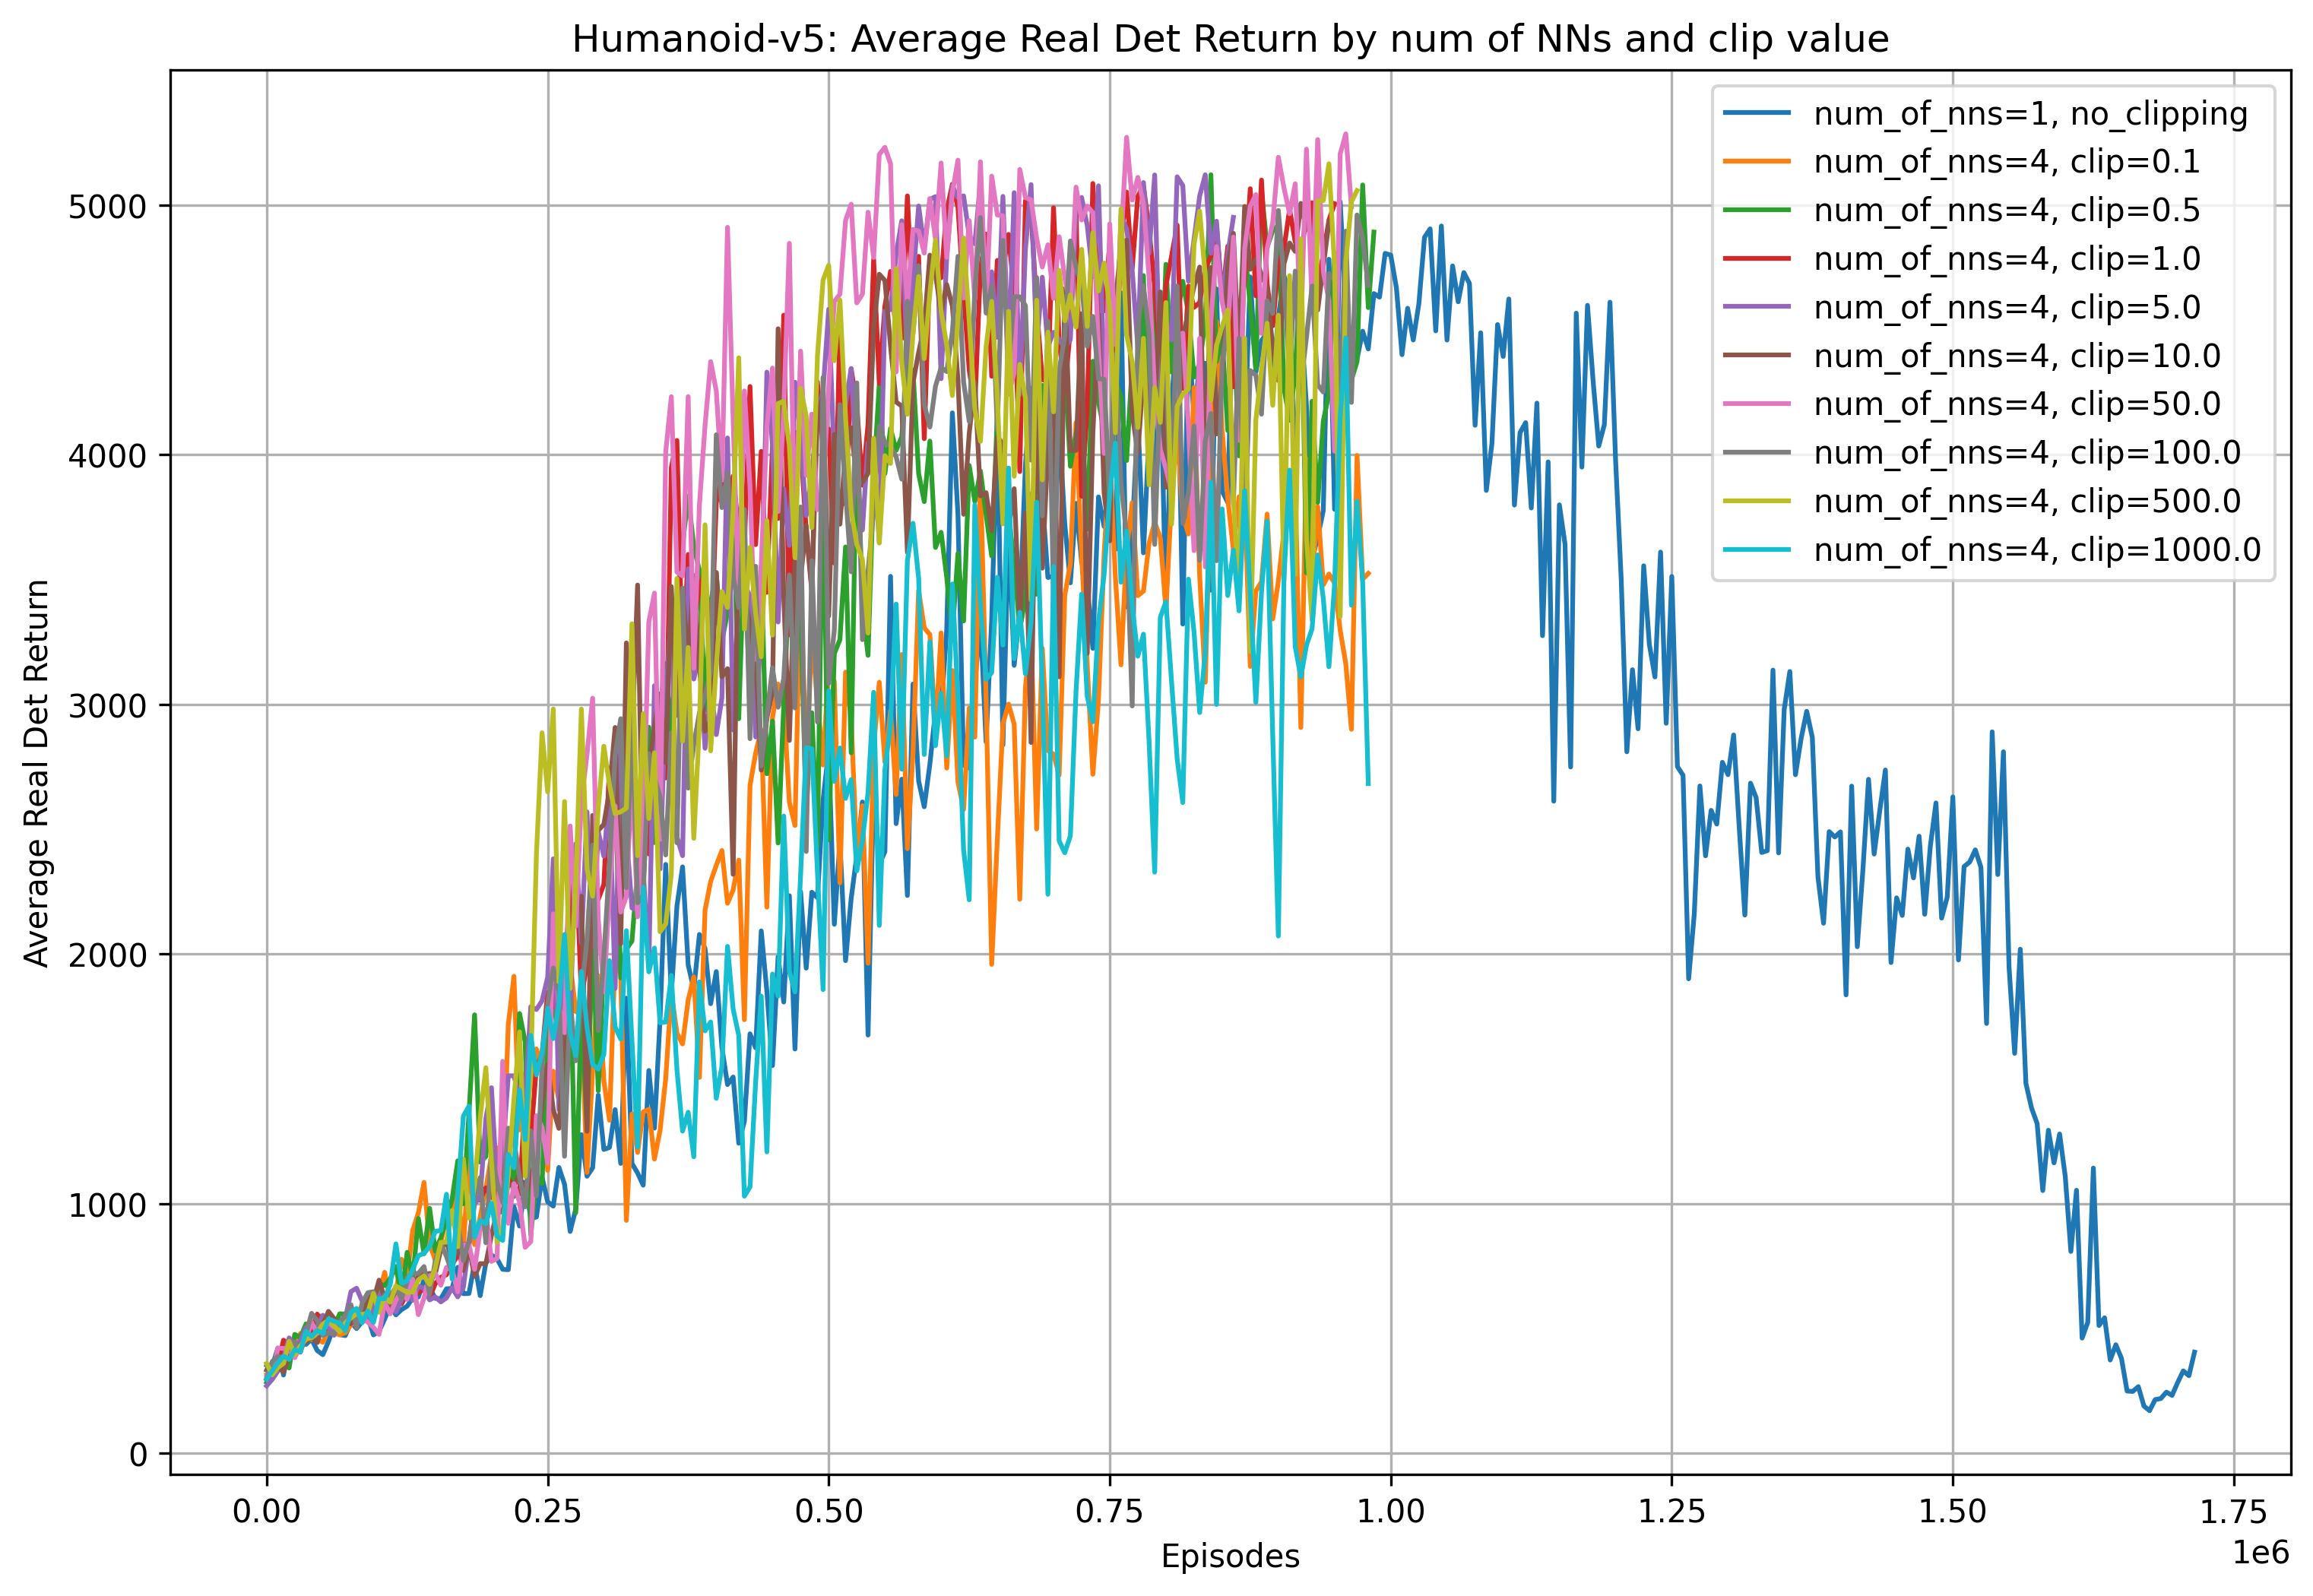 Humanoid-v5: Average Real Det Return by num of NNs and clip value
Average Real Det Return
5000
4000
3000
2000
1000
0
num_of_nns=1, no_clipping
num_of_nns=4, clip=0.1
num_of_nns=4, clip=0.5
num_of_nns=4, clip=1.0
num_of_nns=4, clip=5.0
num_of_nns=4, clip=10.0
num_of_nns=4, clip=50.0
num_of_nns=4, clip=100.0
num_of_nns=4, clip=500.0
num_of_nns=4, clip=1000.0
0.00 0.25 0.50 0.75 1.00 1.25 1.50 1.75
1e6
Episodes